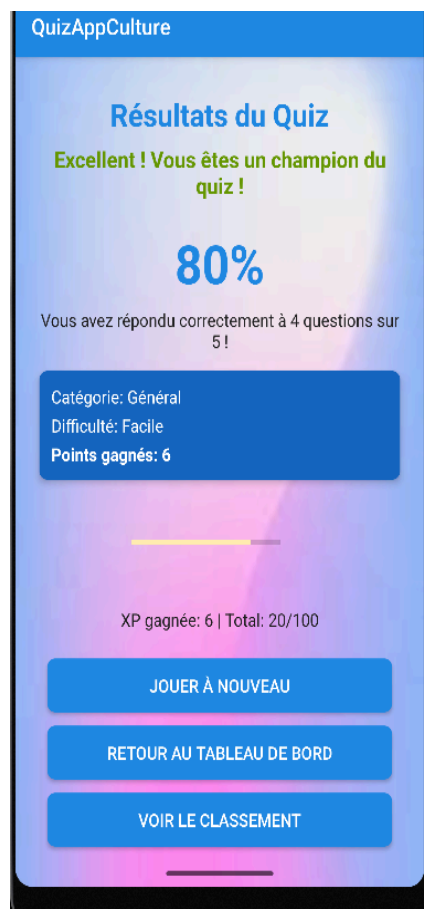 QuizAppCulture
Résultats du Quiz
Excellent ! Vous êtes un champion du
quiz !
80%
Vous avez répondu correctement à 4 questions sur
5 !
Catégorie: Général
Difficulté: Facile
Points gagnés: 6
XP gagnée: 6 | Total: 20/100
JOUER À NOUVEAU
RETOUR AU TABLEAU DE BORD
VOIR LE CLASSEMENT